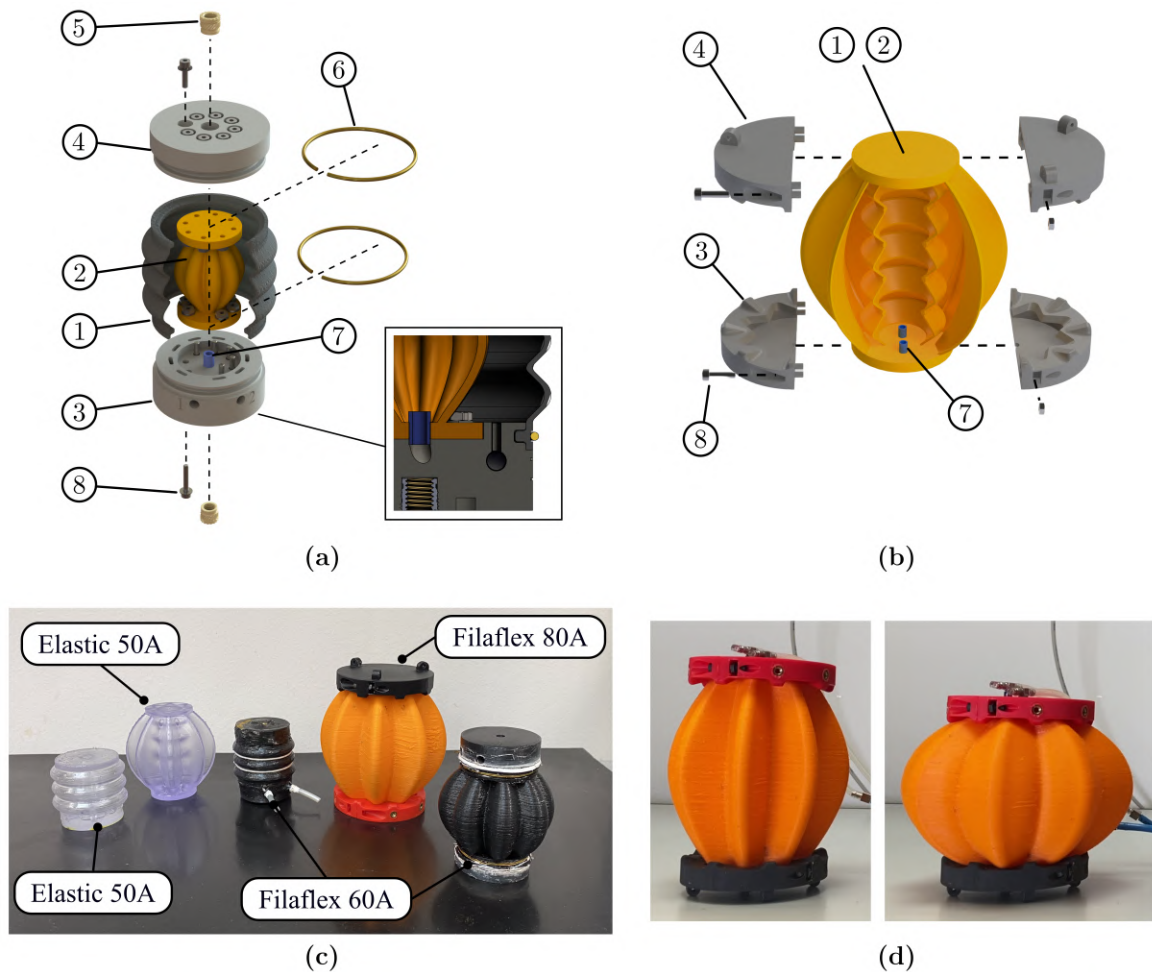 ⑤
⑥
④
②
①
⑦
③
⑧
(a)
① ②
④
③
⑦
⑧
(b)
Elastic 50A
Filaflex 80A
Elastic 50A
Filaflex 60A
(c)
(d)